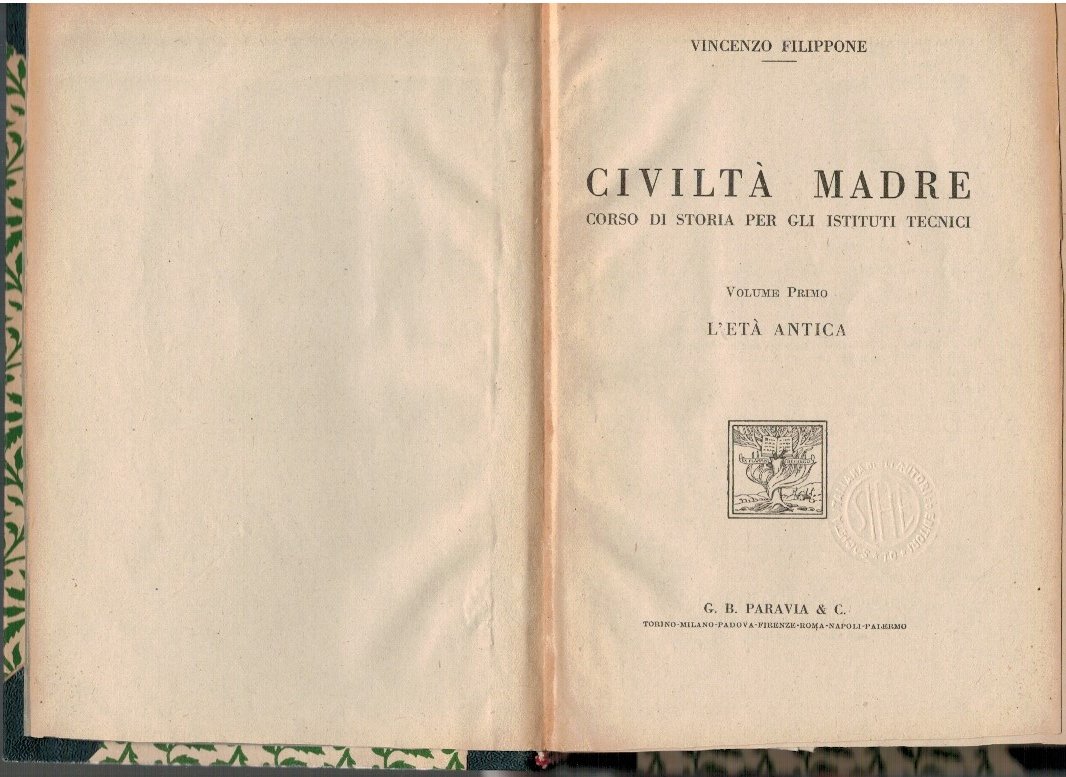 VINCENZO FILIPPONE
CIVILTÀ MADRE
CORSO DI STORIA PER GLI ISTITUTI TECNICI
VOLUME PRIMO
L'ETÀ ANTICA
SIAE
G. B. PARAVIA & C.
TORINO-MILANO-PADOVA-FIRENZE-ROMA-NAPOLI-PALERMO